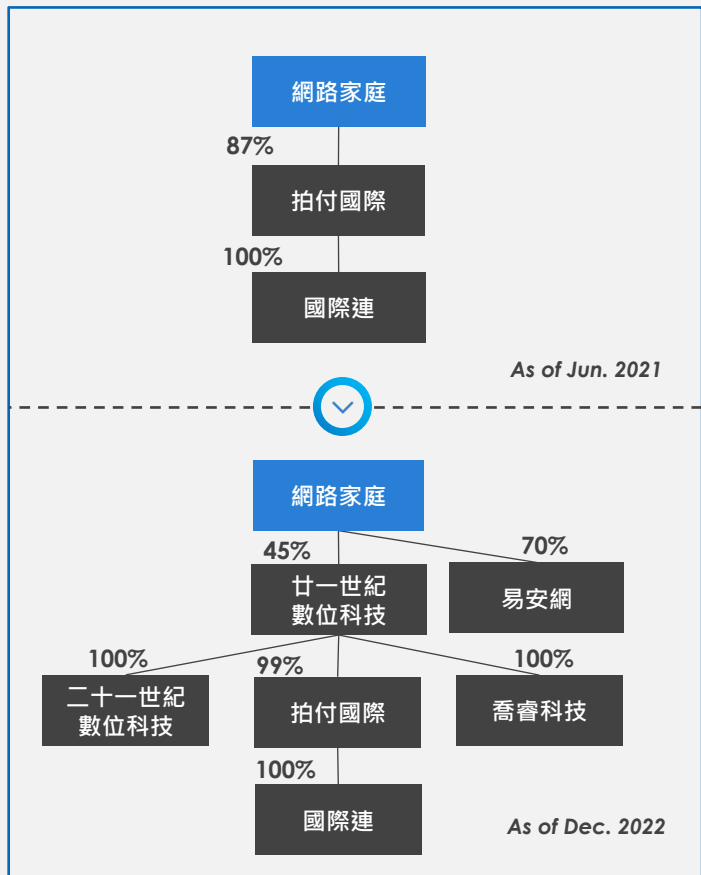 網路家庭
87%
拍付國際
100%
國際連
As of Jun. 2021
網路家庭
45%
70%
廿一世紀
數位科技
易安網
100%
99%
100%
二十一世紀
數位科技
拍付國際
喬睿科技
100%
國際連
As of Dec. 2022